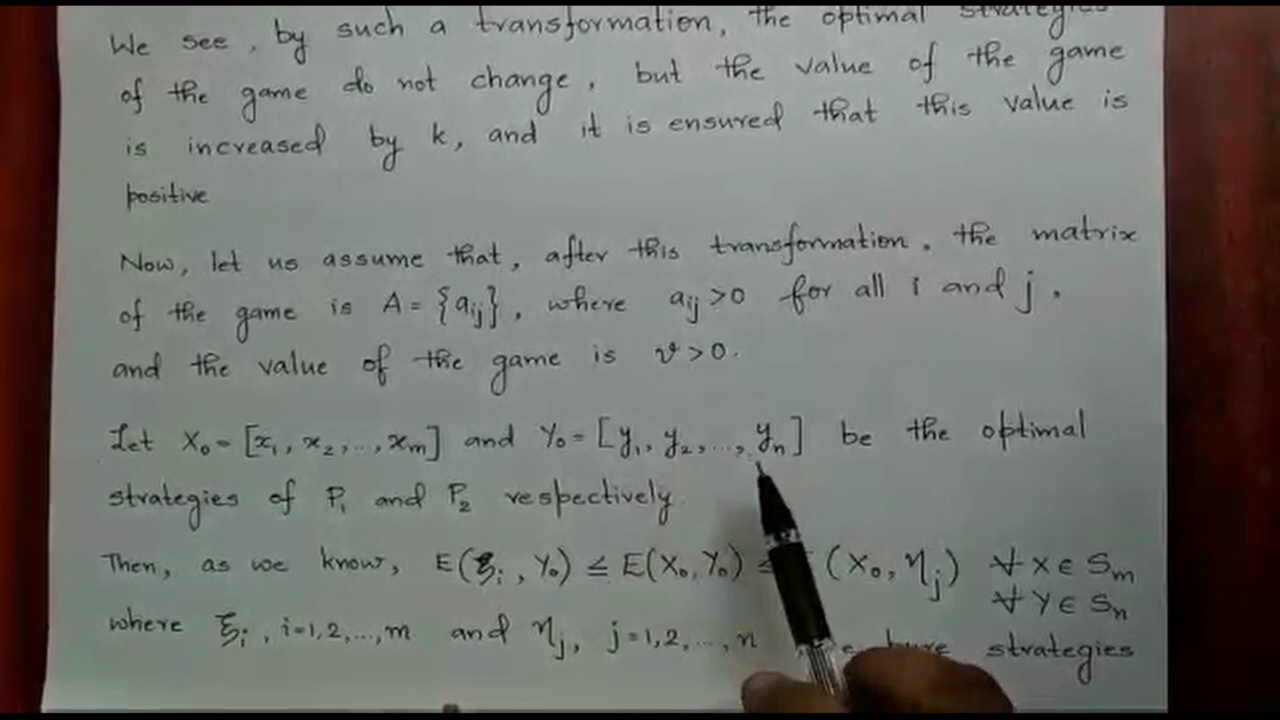 We see, by such a transformation, the optimal strategies
of the game do not change, but the value of the game
is increased by k, and it is ensured that this value is
positive
Now, let us assume that, after this transformation, the matrix
of the game is A = {aᵢⱼ}, where aᵢⱼ > 0 for all i and j,
and the value of the game is v > 0.
Let X₀ = [x₁, x₂, ..., xₘ] and Y₀ = [y₁, y₂, ..., yₙ] be the optimal
strategies of P₁ and P₂ respectively.
Then, as we know, E(ξᵢ, Y₀) ≤ E(X₀, Y₀) ≤ (X₀, ηⱼ) ∀ X ∈ Sₘ
∀ Y ∈ Sₙ
where ξᵢ, i=1,2,...,m and ηⱼ, j=1,2,...,n strategies